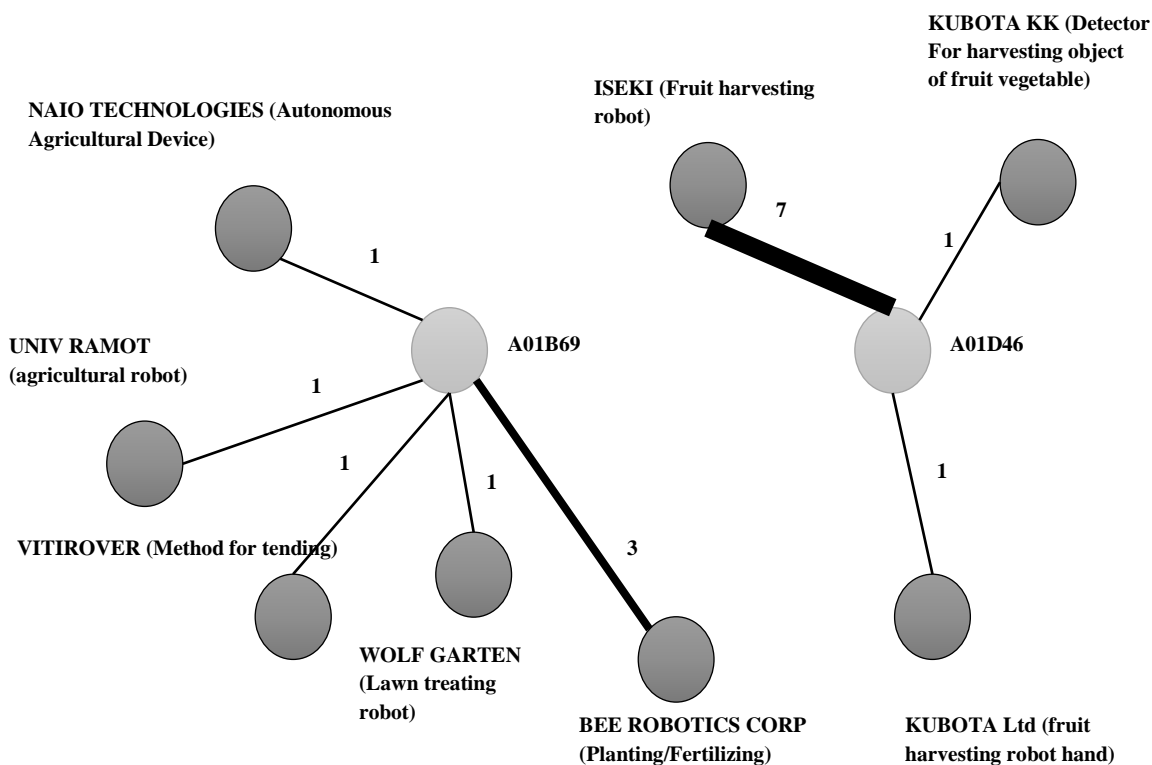 KUBOTA KK (Detector
For harvesting object
of fruit vegetable)
ISEKI (Fruit harvesting
robot)
NAIO TECHNOLOGIES (Autonomous
Agricultural Device)
7
1
1
A01B69
A01D46
UNIV RAMOT
(agricultural robot)
1
1
1
1
VITIROVER (Method for tending)
3
WOLF GARTEN
(Lawn treating
robot)
BEE ROBOTICS CORP
(Planting/Fertilizing)
KUBOTA Ltd (fruit
harvesting robot hand)